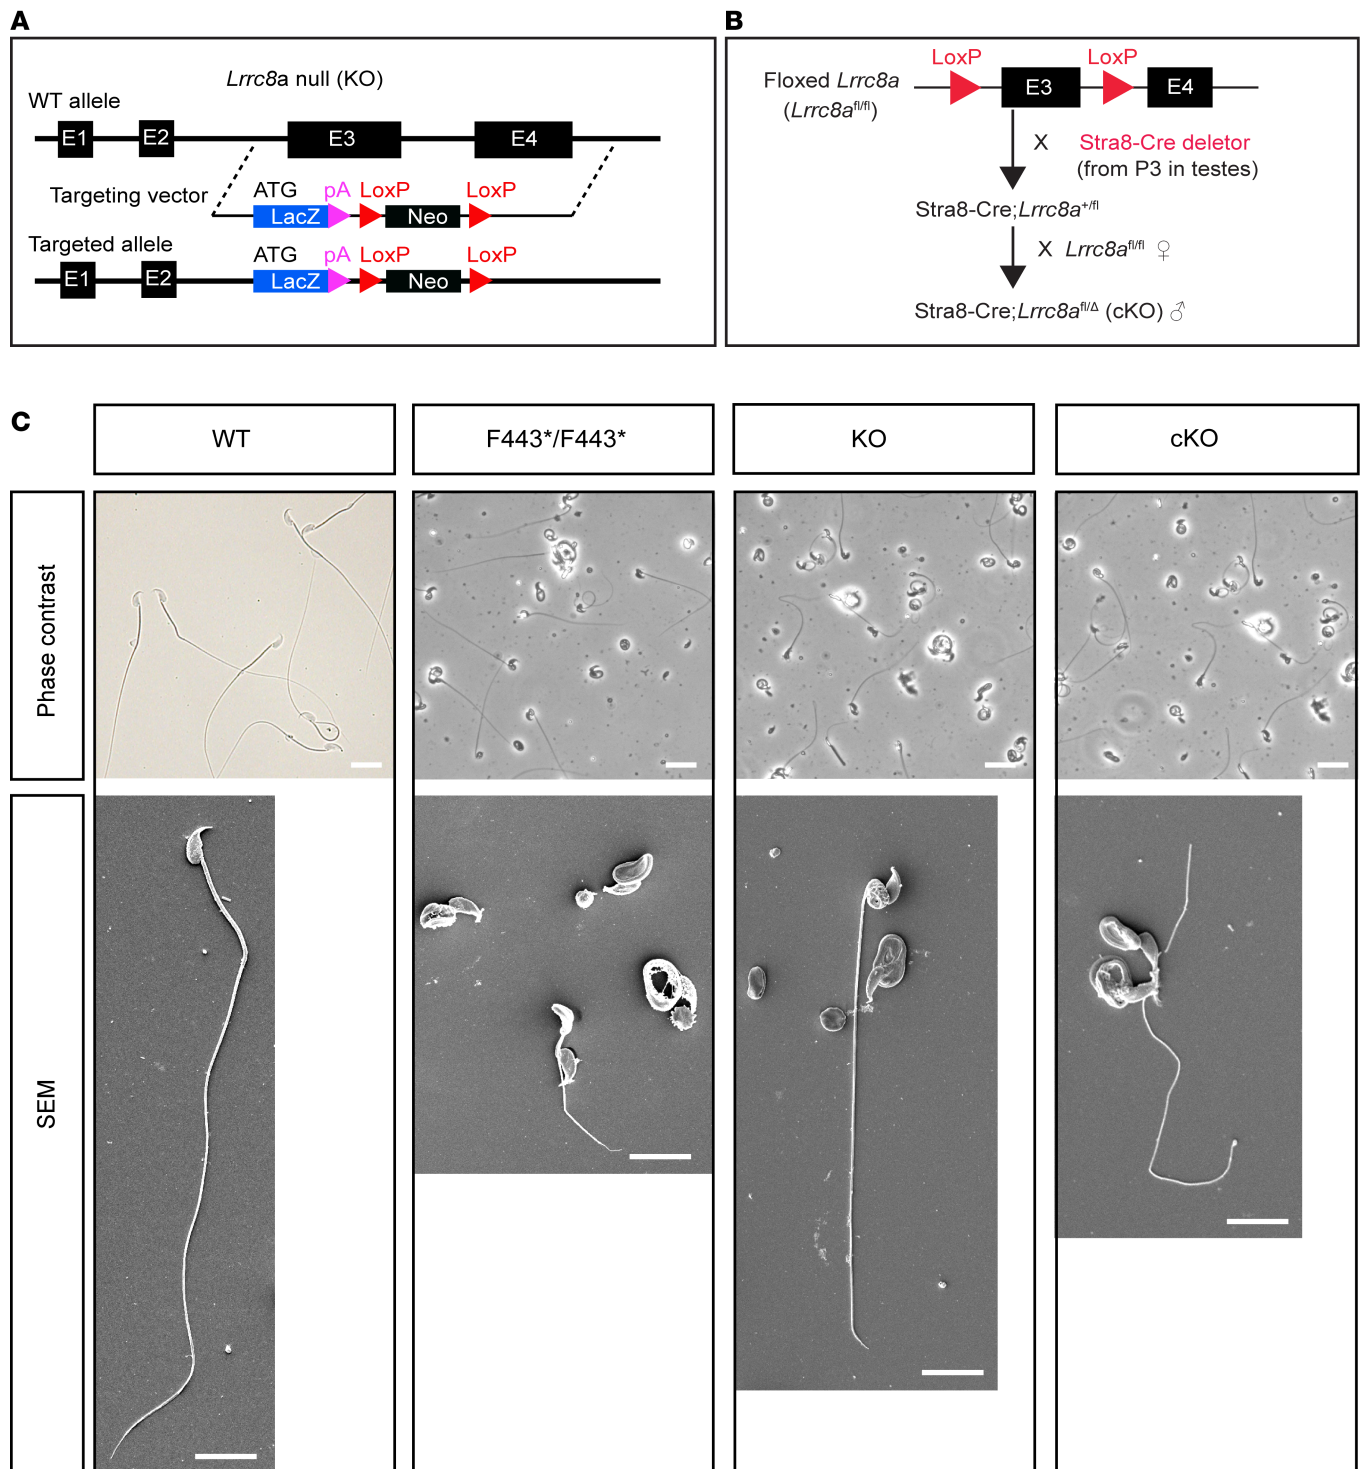 A
Lrrc8a null (KO)
WT allele
E1 E2 E3 E4
Targeting vector
ATG pA LoxP LoxP
LacZ Neo
Targeted allele
ATG pA LoxP LoxP
E1 E2 LacZ Neo
B
LoxP LoxP
Floxed Lrrc8a
(Lrrc8afl/fl)
E3 E4
X Stra8-Cre deletor
(from P3 in testes)
Stra8-Cre;Lrrc8a+/fl
X Lrrc8afl/fl ♀
Stra8-Cre;Lrrc8afl/Δ (cKO) ♂
C
WT F443*/F443* KO cKO
Phase contrast
SEM